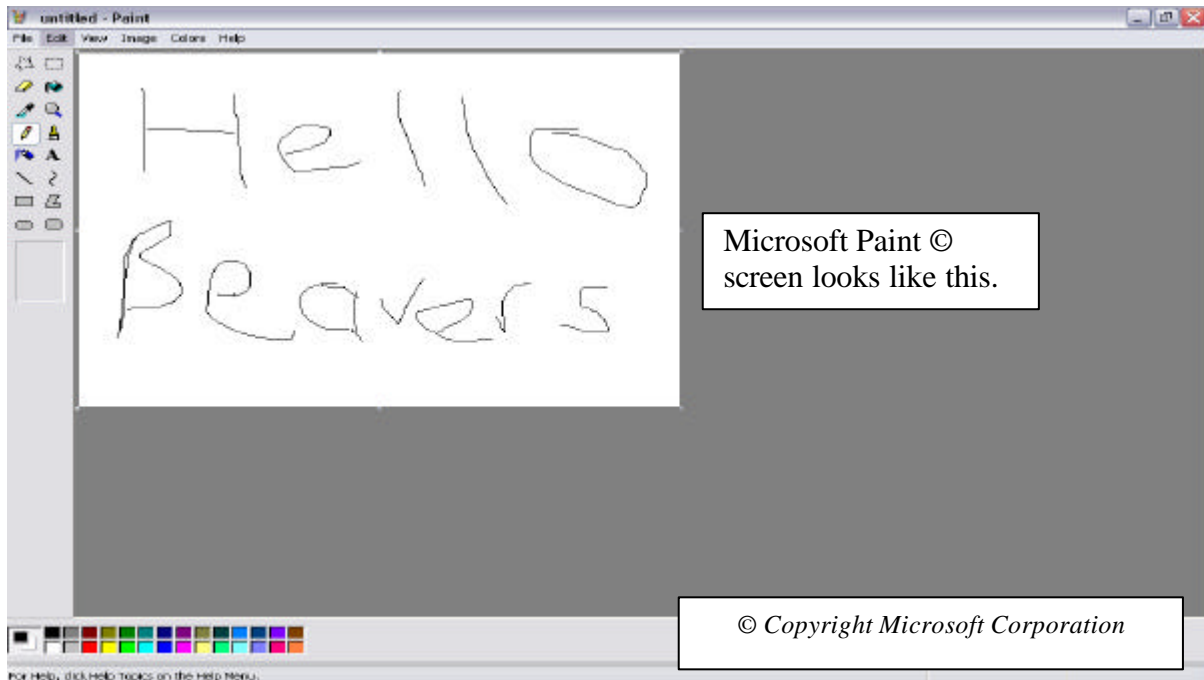 untitled - Paint
File Edit View Image Colors Help
Hello
Beavers
Microsoft Paint ©
screen looks like this.
© Copyright Microsoft Corporation
For Help, click Help Topics on the Help Menu.